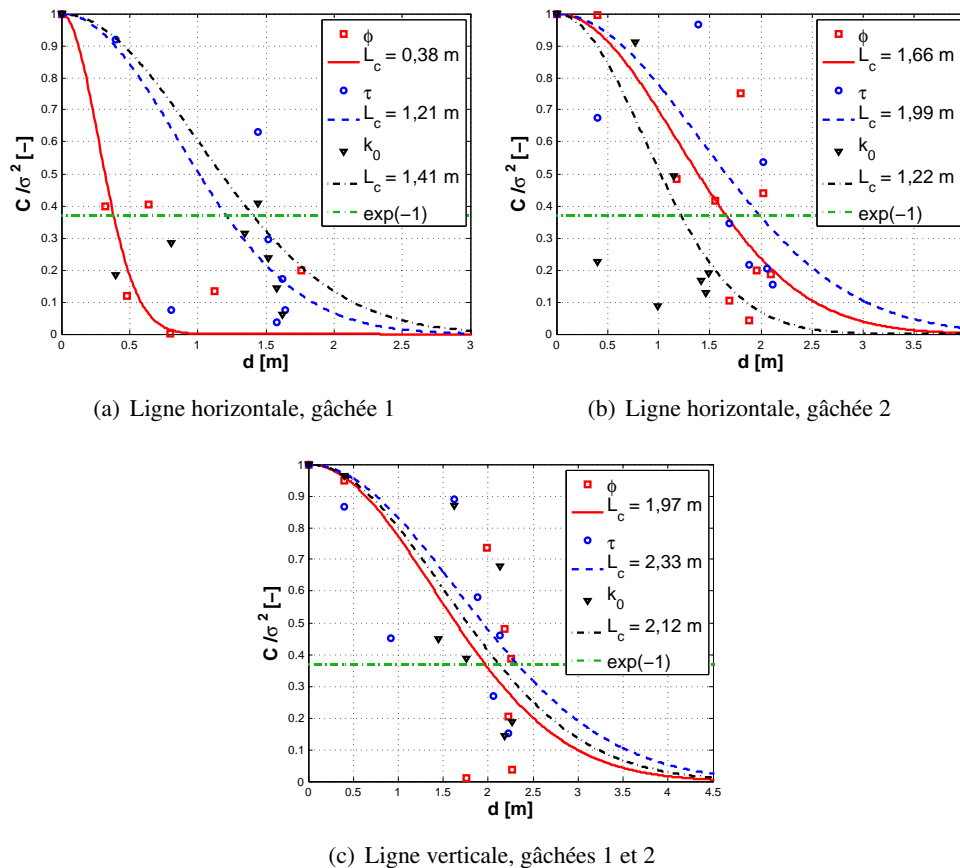 1
0.9
0.8
0.7
0.6
0.5
0.4
0.3
0.2
0.1
0
C /σ² [−]
0 0.5 1 1.5 2 2.5 3
d [m]
ϕ
L_c = 0,38 m
τ
L_c = 1,21 m
k_0
L_c = 1,41 m
exp(−1)
(a) Ligne horizontale, gâchée 1
1
0.9
0.8
0.7
0.6
0.5
0.4
0.3
0.2
0.1
0
C /σ² [−]
0 0.5 1 1.5 2 2.5 3 3.5
d [m]
ϕ
L_c = 1,66 m
τ
L_c = 1,99 m
k_0
L_c = 1,22 m
exp(−1)
(b) Ligne horizontale, gâchée 2
1
0.9
0.8
0.7
0.6
0.5
0.4
0.3
0.2
0.1
0
C /σ² [−]
0 0.5 1 1.5 2 2.5 3 3.5 4 4.5
d [m]
ϕ
L_c = 1,97 m
τ
L_c = 2,33 m
k_0
L_c = 2,12 m
exp(−1)
(c) Ligne verticale, gâchées 1 et 2